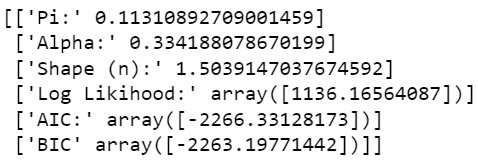 [['Pi:' 0.11310892709001459]
['Alpha:' 0.334188078670199]
['Shape (n):' 1.5039147037674592]
['Log Likihood:' array([1136.16564087])]
['AIC:' array([-2266.33128173])]
['BIC' array([-2263.19771442])]]